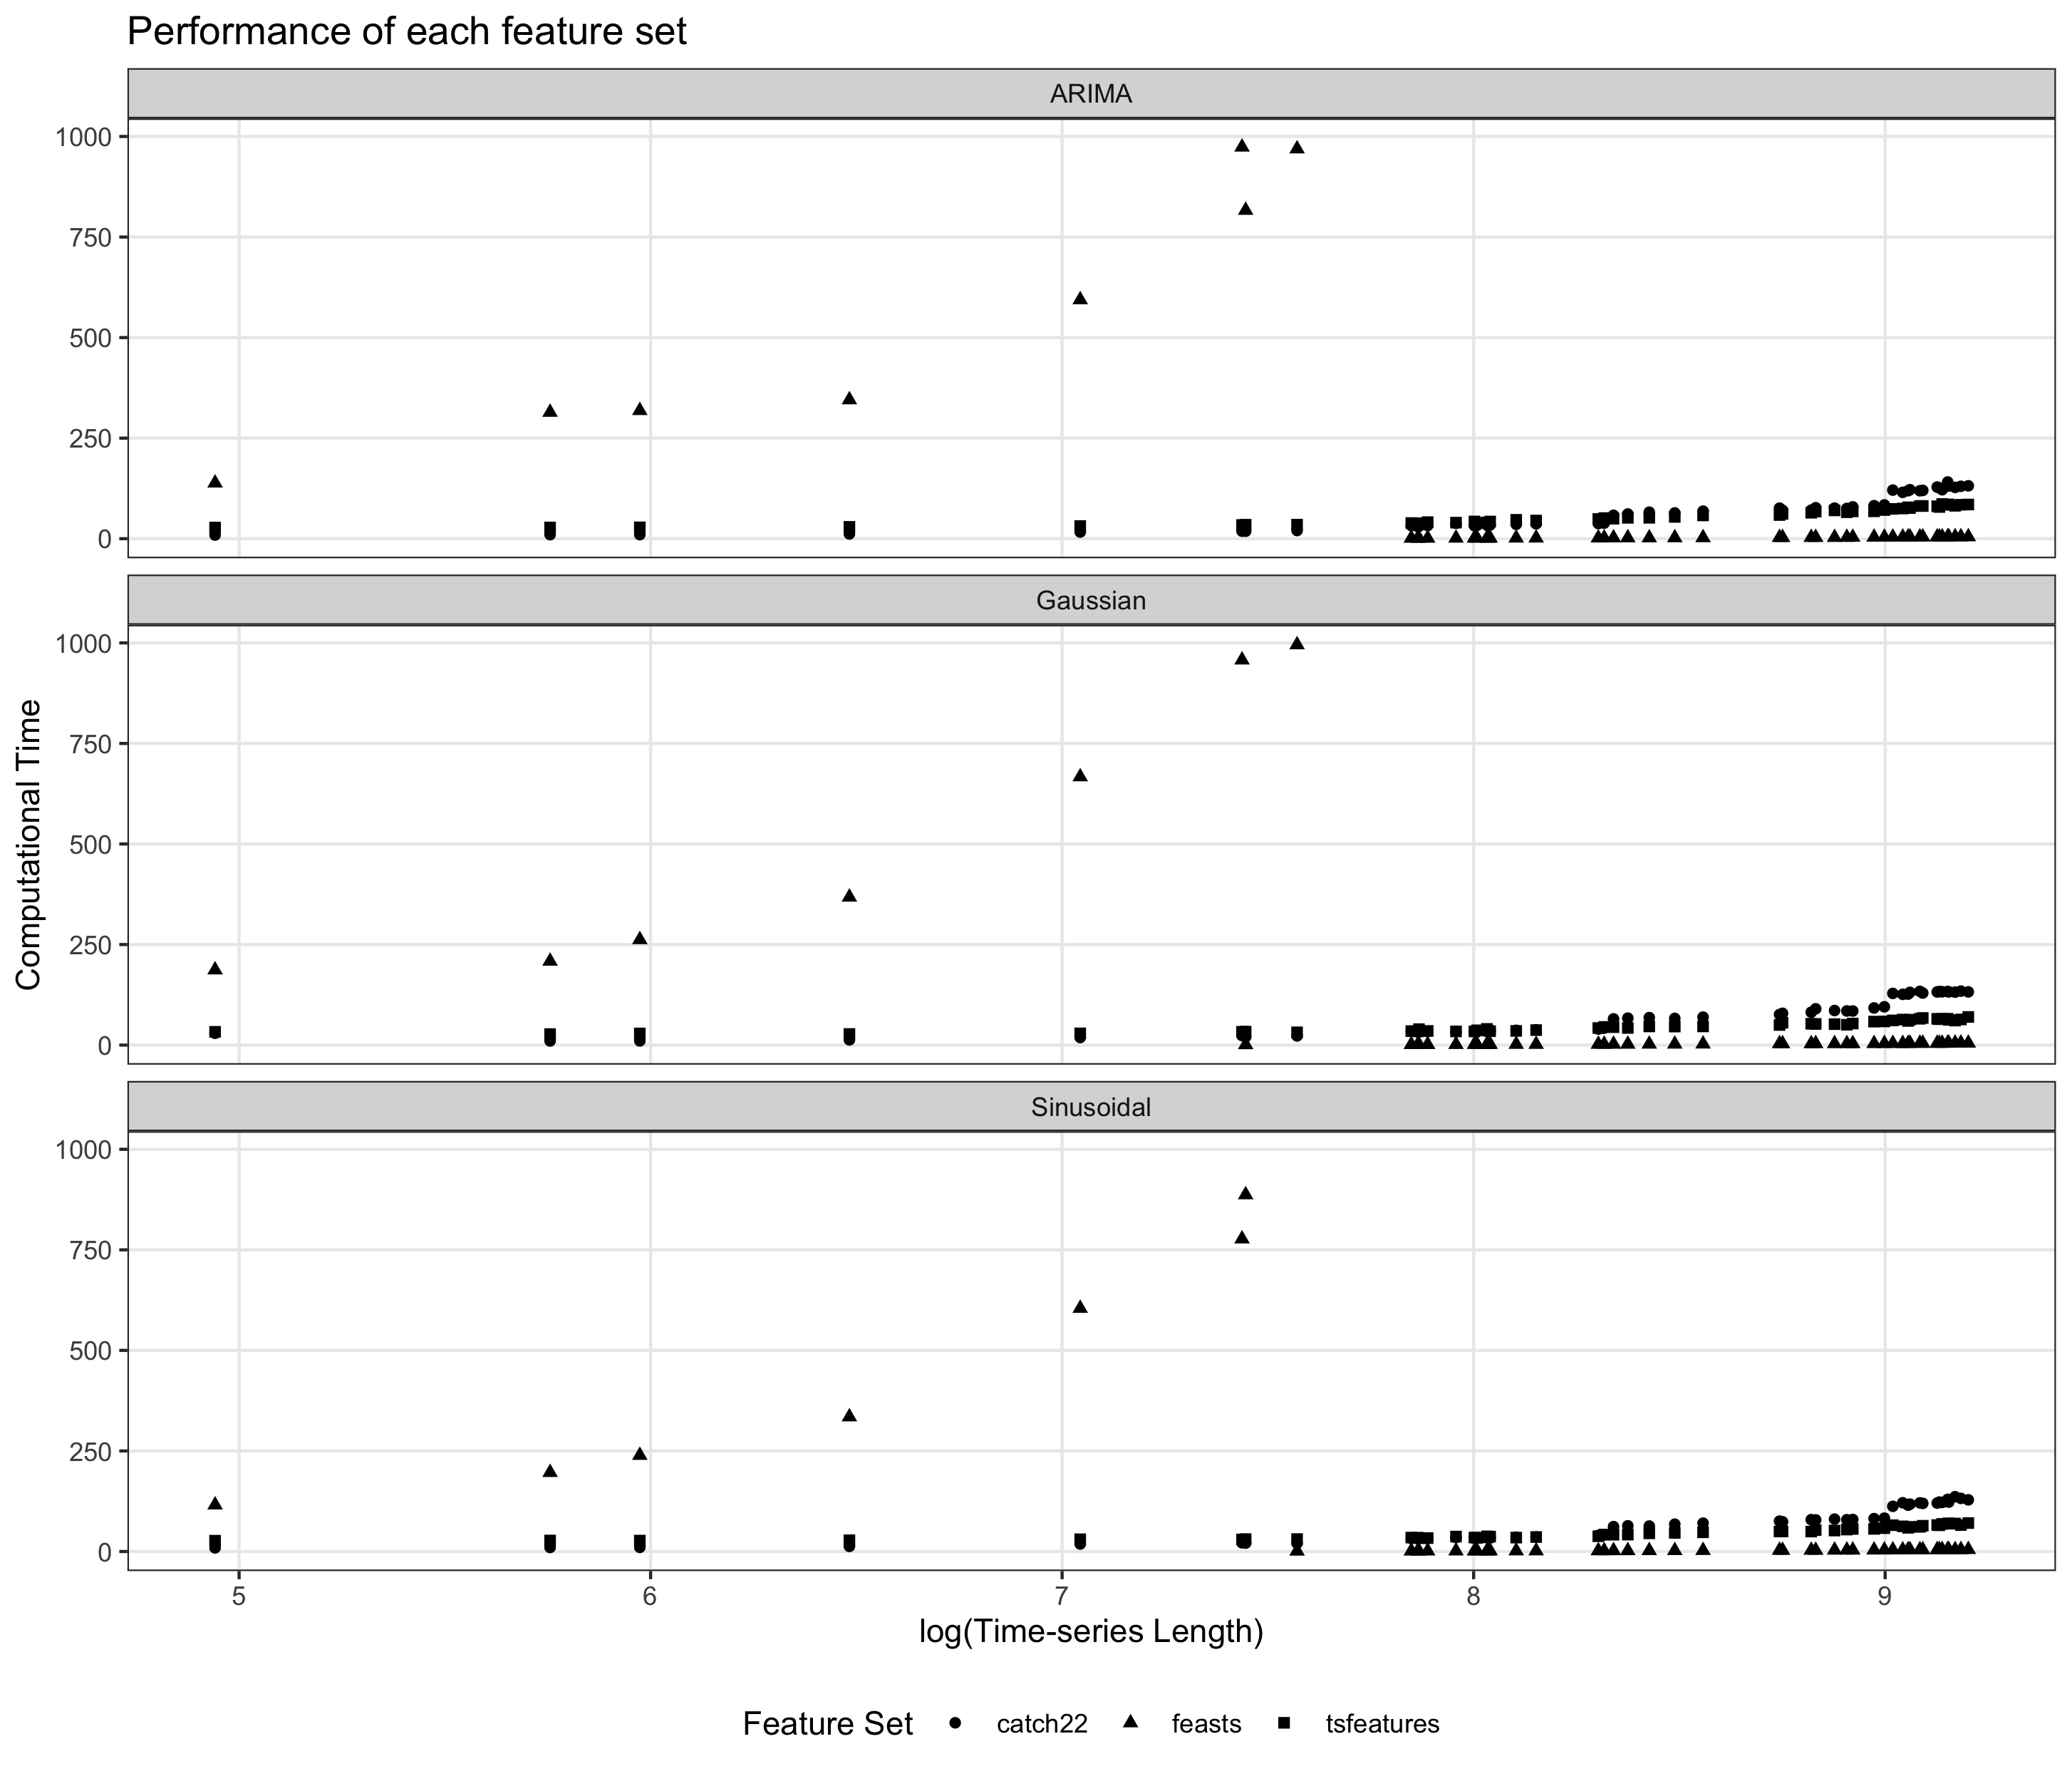 Performance of each feature set
ARIMA
1000
750
500
250
0
Gaussian
1000
750
500
250
0
Computational Time
Sinusoidal
1000
750
500
250
0
5 6 7 8 9
log(Time-series Length)
Feature Set catch22 feasts tsfeatures